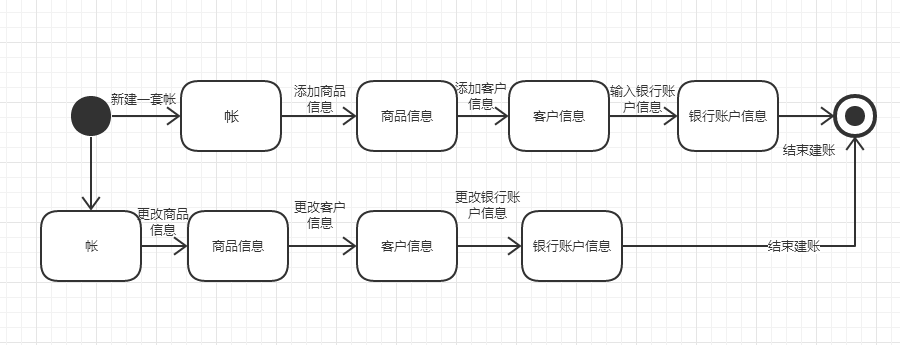 新建一套帐
帐
添加商品
信息
商品信息
添加客户
信息
客户信息
输入银行账
户信息
银行账户信息
结束建账
帐
更改商品
信息
商品信息
更改客户
信息
客户信息
更改银行账
户信息
银行账户信息
结束建账